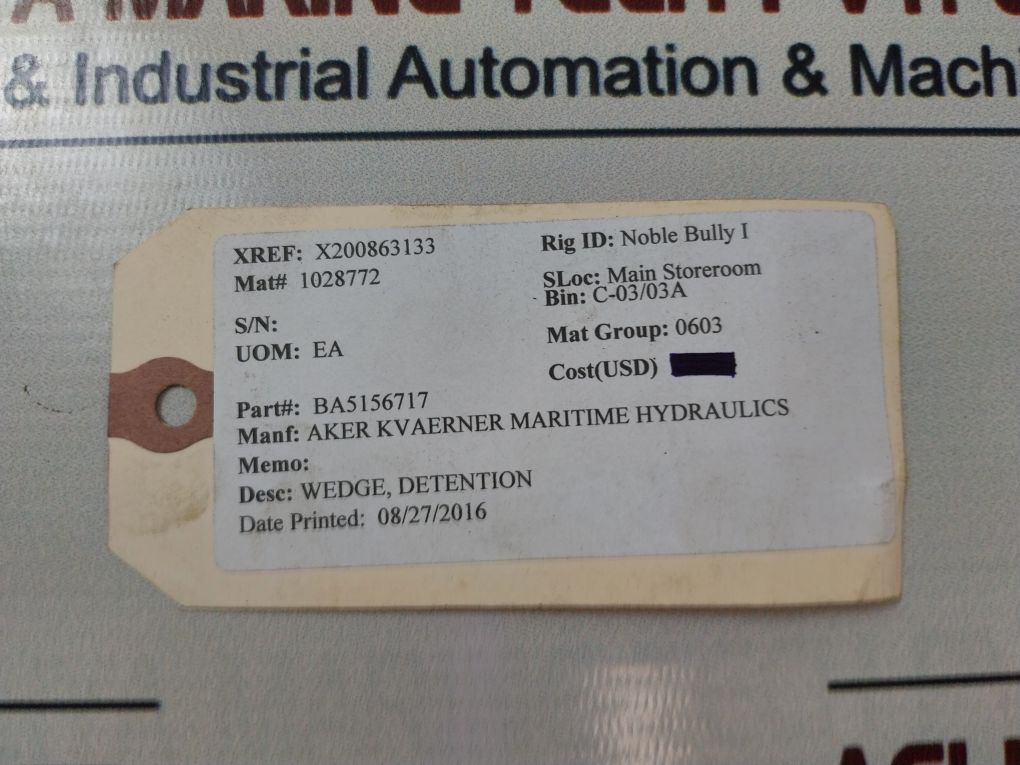 & Industrial Automation & Machi
XREF: X200863133
Mat# 1028772
S/N:
UOM: EA
Rig ID: Noble Bully I
SLoc: Main Storeroom
Bin: C-03/03A
Mat Group: 0603
Cost(USD)
Part#: BA5156717
Manf: AKER KVAERNER MARITIME HYDRAULICS
Memo:
Desc: WEDGE, DETENTION
Date Printed: 08/27/2016